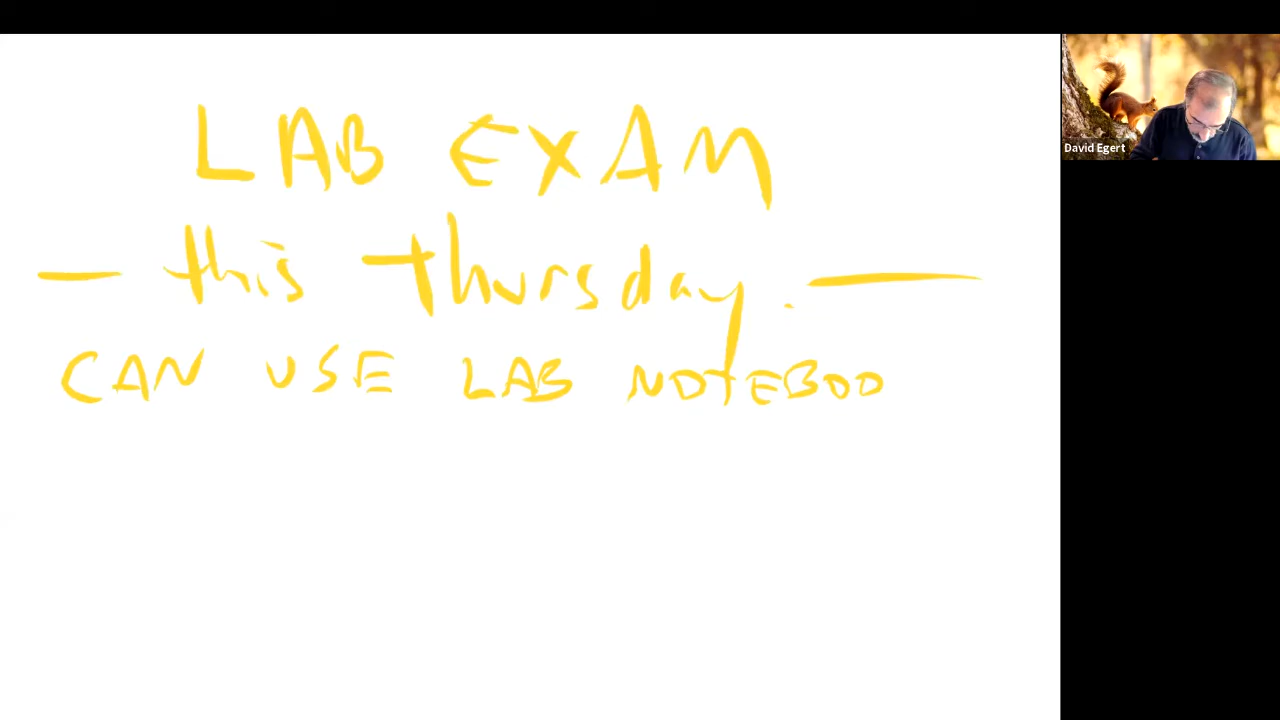 LAB EXAM
— this thursday. —
CAN USE LAB NOTEBOO
David Egert